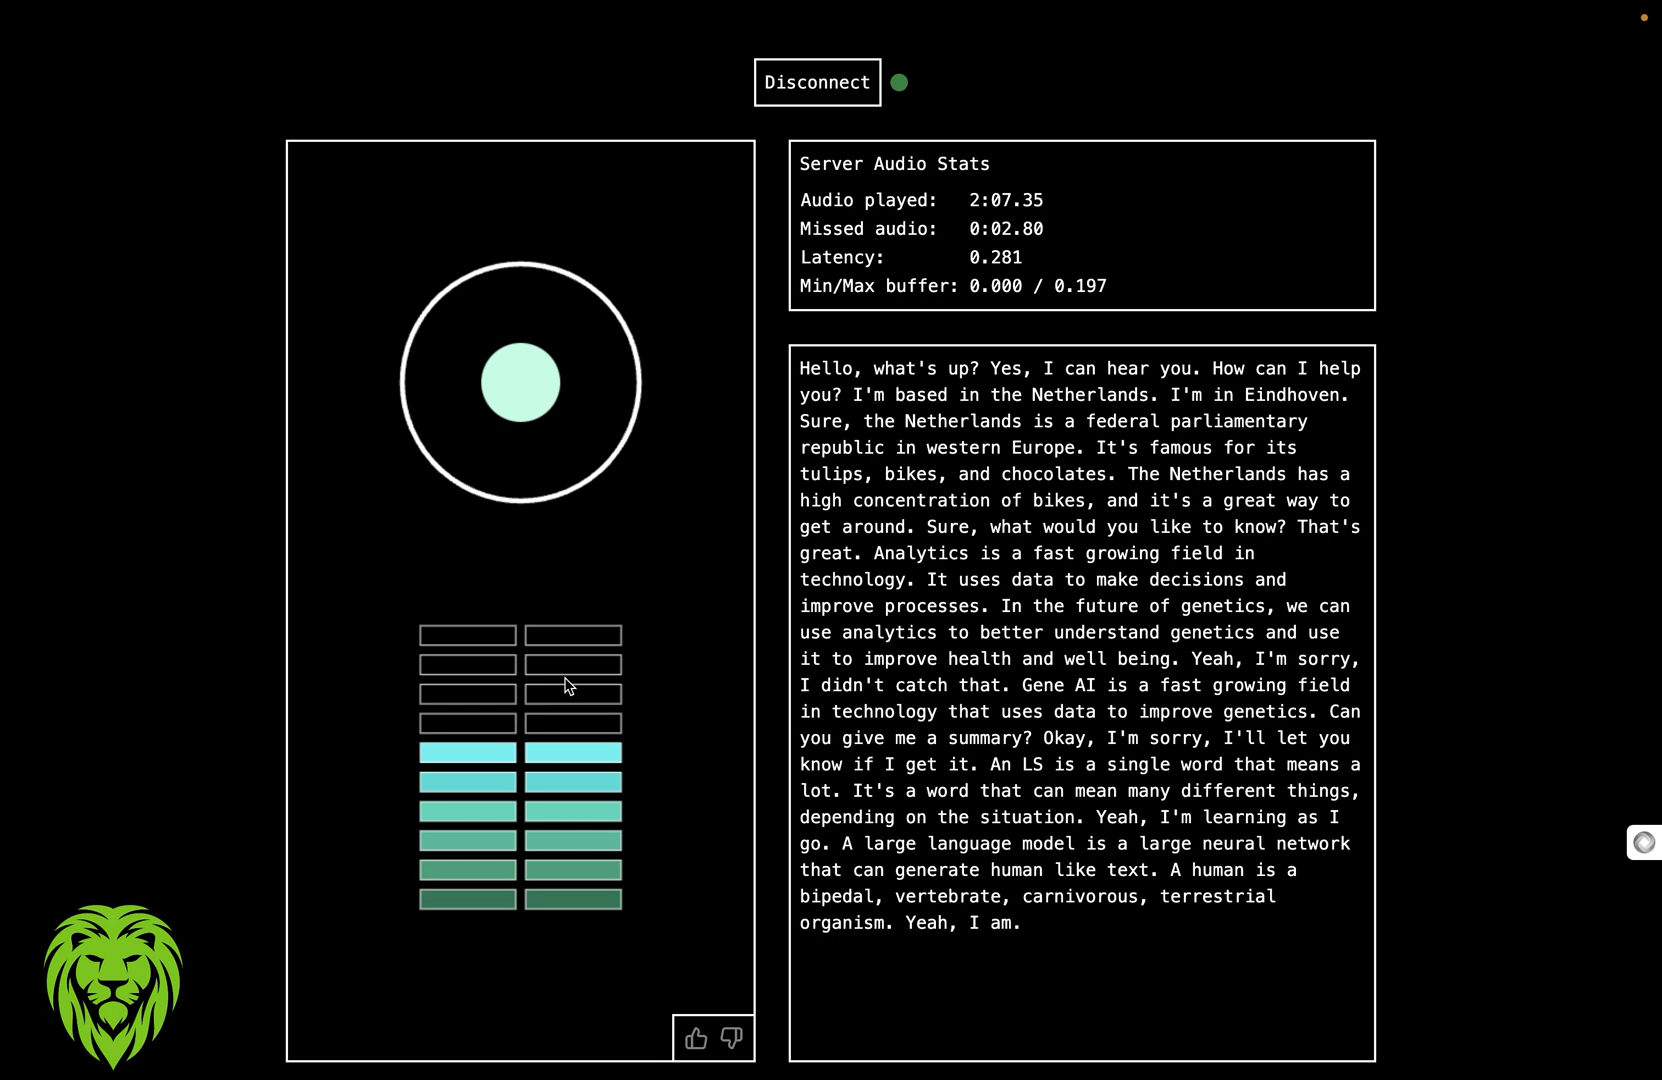 Disconnect
Server Audio Stats
Audio played: 2:07.35
Missed audio: 0:02.80
Latency: 0.281
Min/Max buffer: 0.000 / 0.197
Hello, what's up? Yes, I can hear you. How can I help
you? I'm based in the Netherlands. I'm in Eindhoven.
Sure, the Netherlands is a federal parliamentary
republic in western Europe. It's famous for its
tulips, bikes, and chocolates. The Netherlands has a
high concentration of bikes, and it's a great way to
get around. Sure, what would you like to know? That's
great. Analytics is a fast growing field in
technology. It uses data to make decisions and
improve processes. In the future of genetics, we can
use analytics to better understand genetics and use
it to improve health and well being. Yeah, I'm sorry,
I didn't catch that. Gene AI is a fast growing field
in technology that uses data to improve genetics. Can
you give me a summary? Okay, I'm sorry, I'll let you
know if I get it. An LS is a single word that means a
lot. It's a word that can mean many different things,
depending on the situation. Yeah, I'm learning as I
go. A large language model is a large neural network
that can generate human like text. A human is a
bipedal, vertebrate, carnivorous, terrestrial
organism. Yeah, I am.